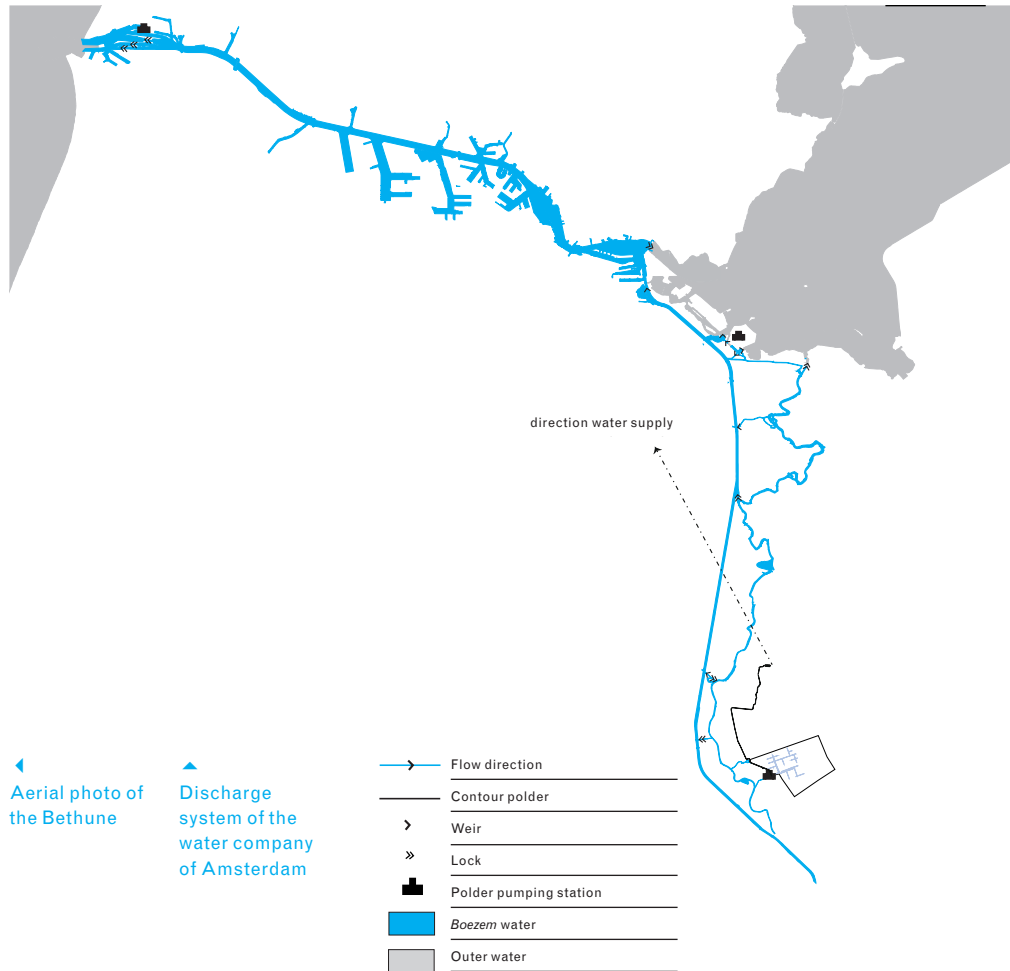 direction water supply
Aerial photo of
the Bethune
Discharge
system of the
water company
of Amsterdam
Flow direction
Contour polder
Weir
Lock
Polder pumping station
Boezem water
Outer water